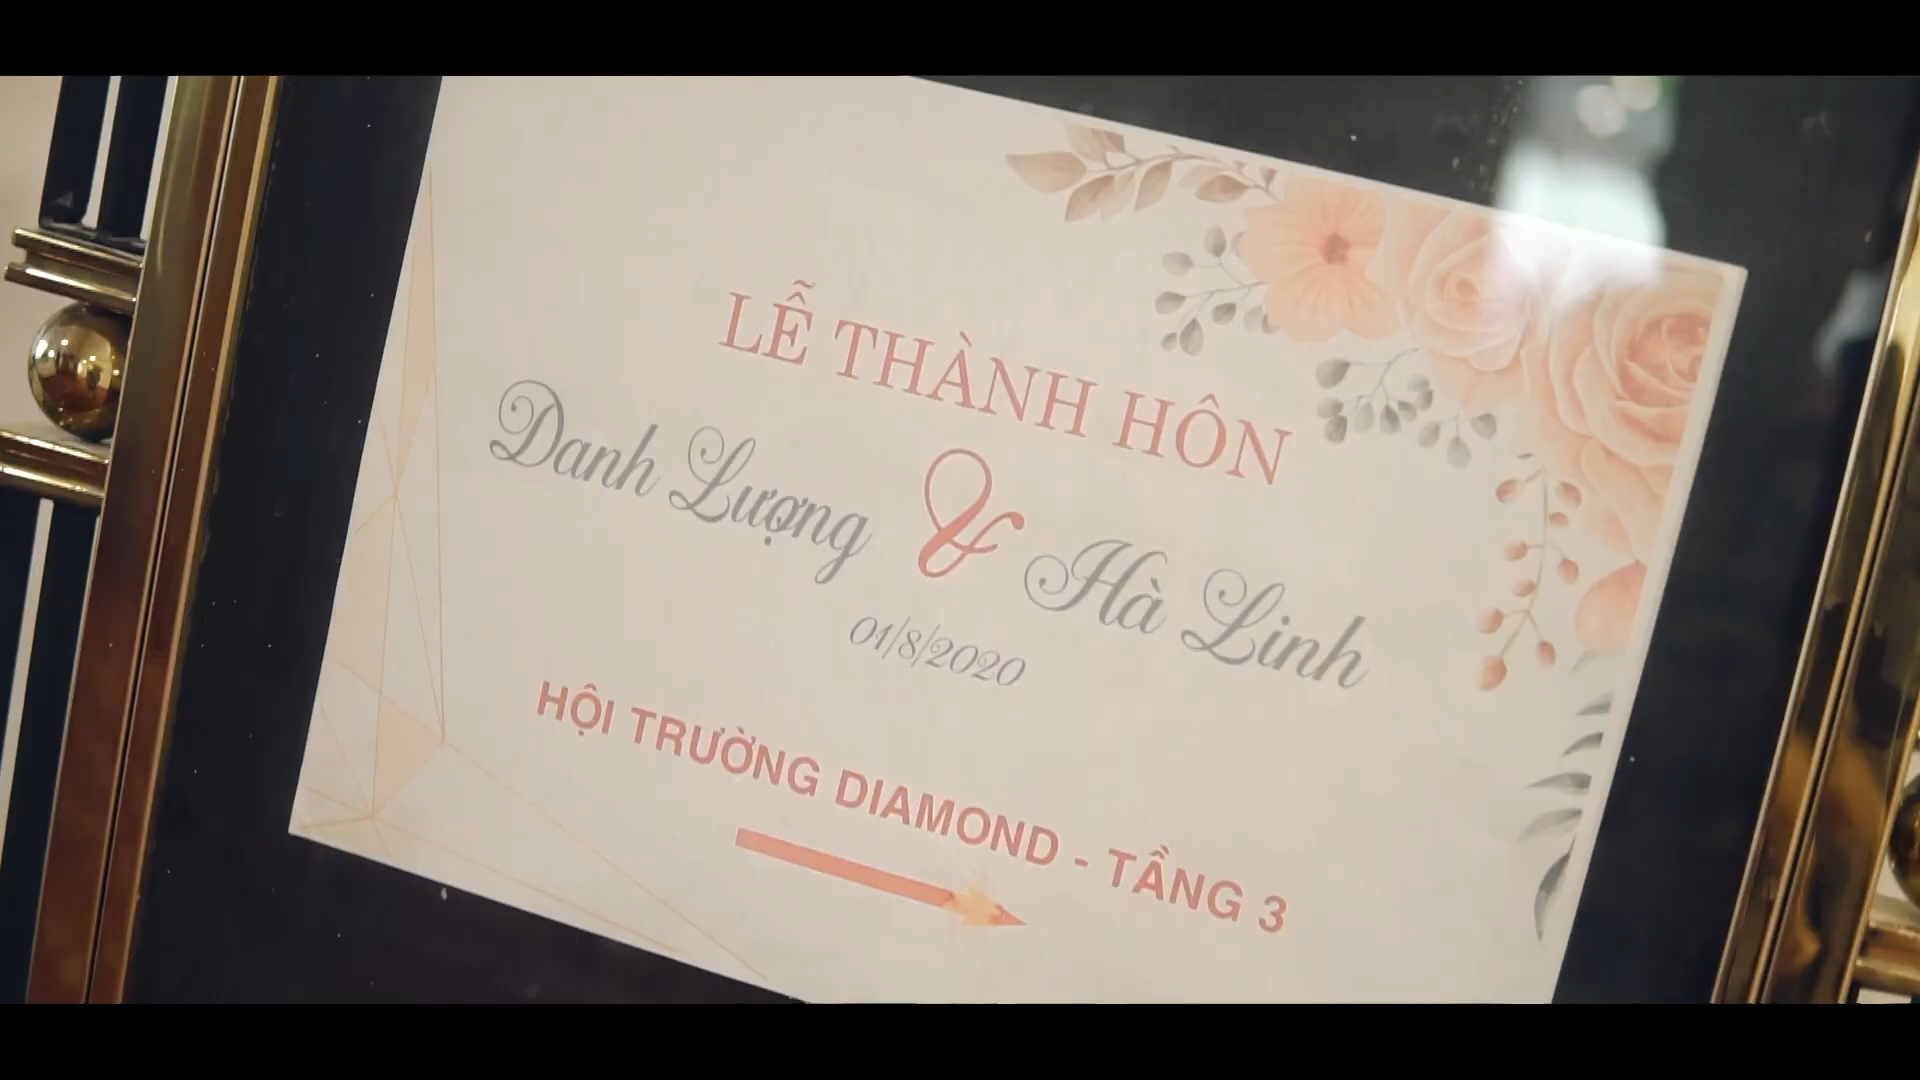 LỄ THÀNH HÔN
Danh Lượng & Hà Linh
01/8/2020
HỘI TRƯỜNG DIAMOND - TẦNG 3